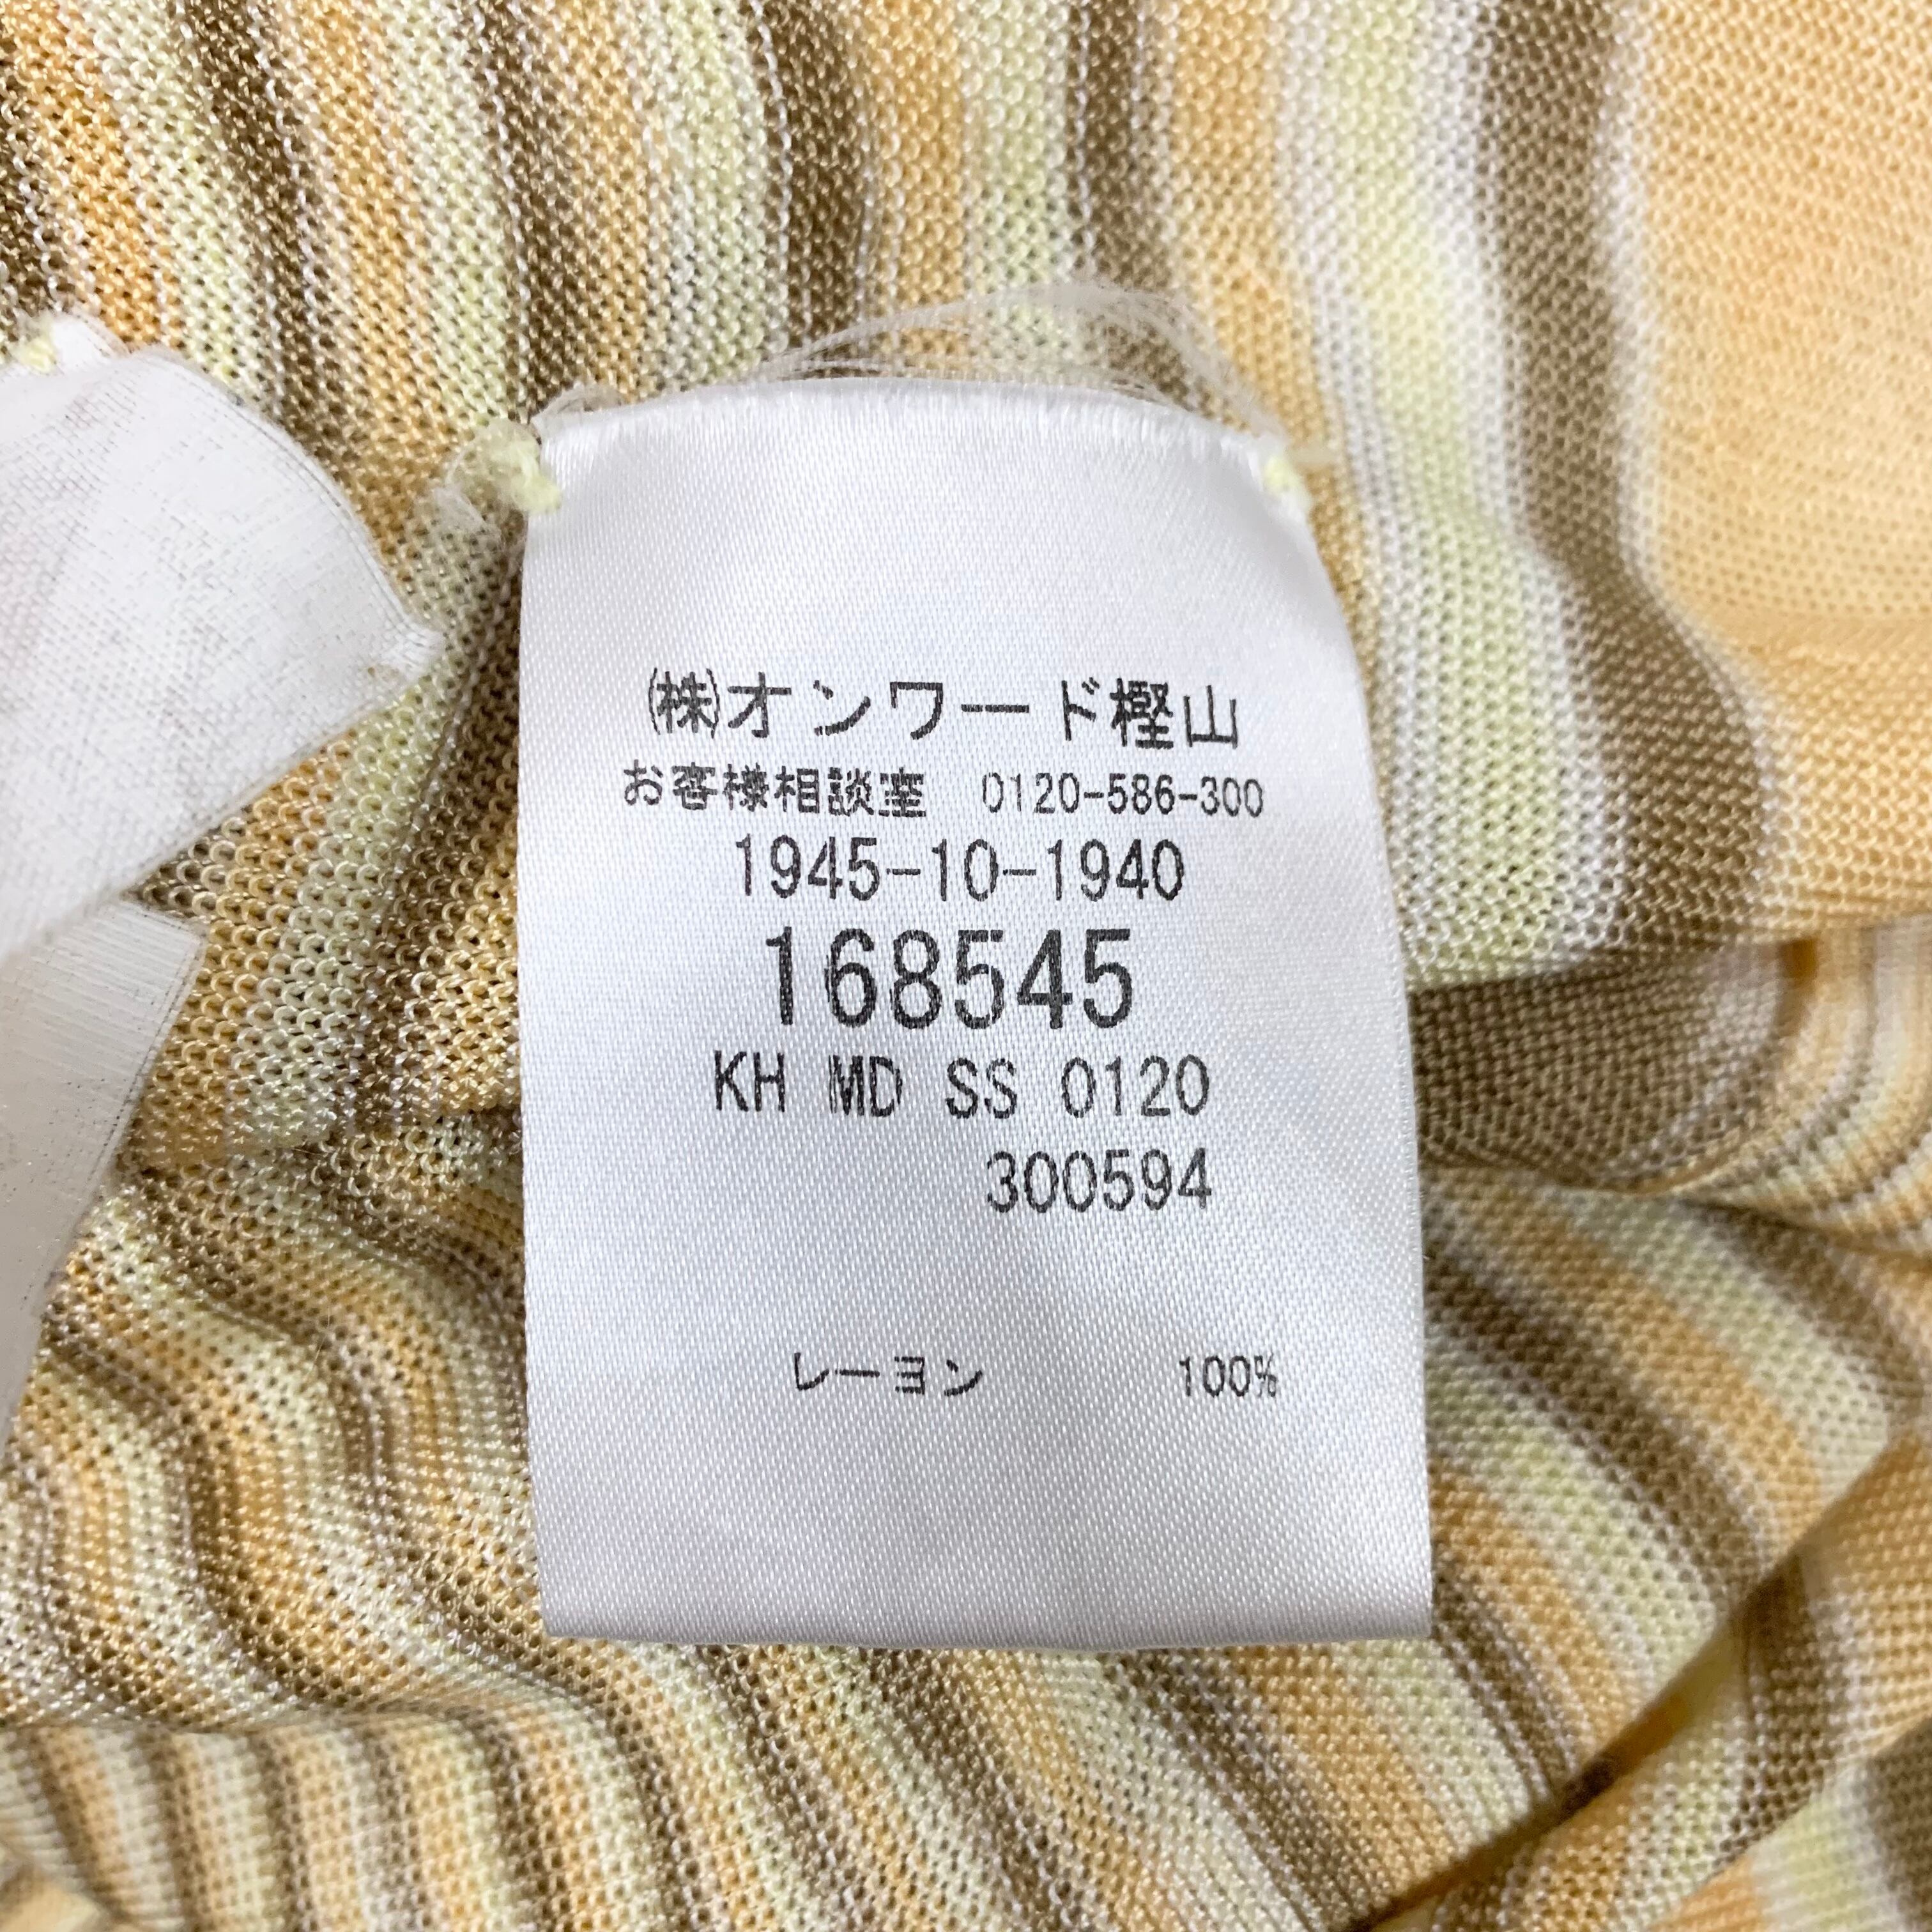 ㈱オンワード樫山
お客様相談室 0120-586-300
1945-10-1940
168545
KH MD SS 0120
300594
レーヨン 100%